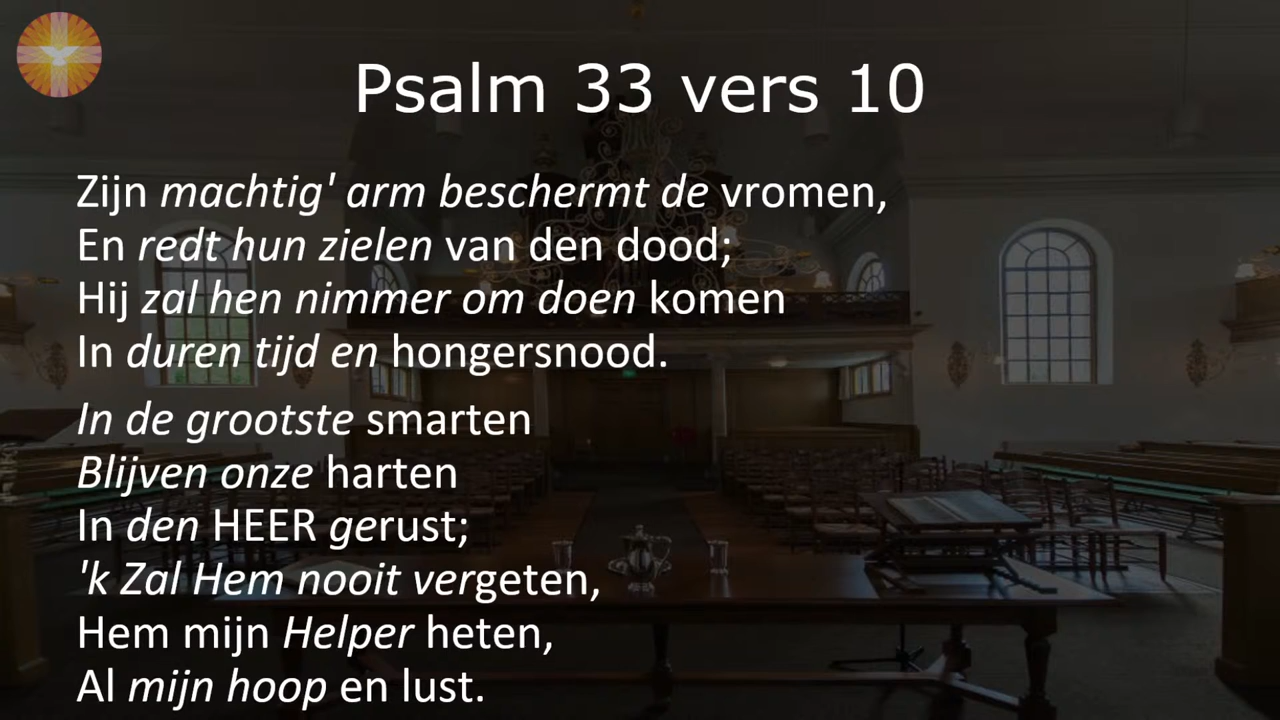 Psalm 33 vers 10
Zijn machtig' arm beschermt de vromen,
En redt hun zielen van den dood;
Hij zal hen nimmer om doen komen
In duren tijd en hongersnood.
In de grootste smarten
Blijven onze harten
In den HEER gerust;
'k Zal Hem nooit vergeten,
Hem mijn Helper heten,
Al mijn hoop en lust.